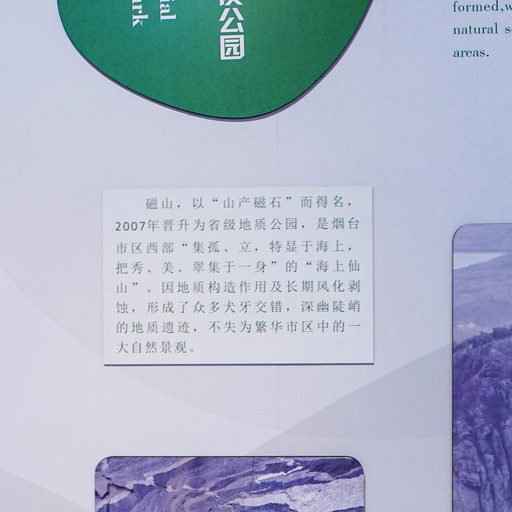 公园
formed,w
natural s
areas.
磁山，以“山产磁石”而得名，
2007年晋升为省级地质公园，是烟台
市区西部“集孤、立，特显于海上，
把秀、美、翠集于一身”的“海上仙
山”。因地质构造作用及长期风化剥
蚀，形成了众多犬牙交错，深幽陡峭
的地质遗迹，不失为繁华市区中的一
大自然景观。